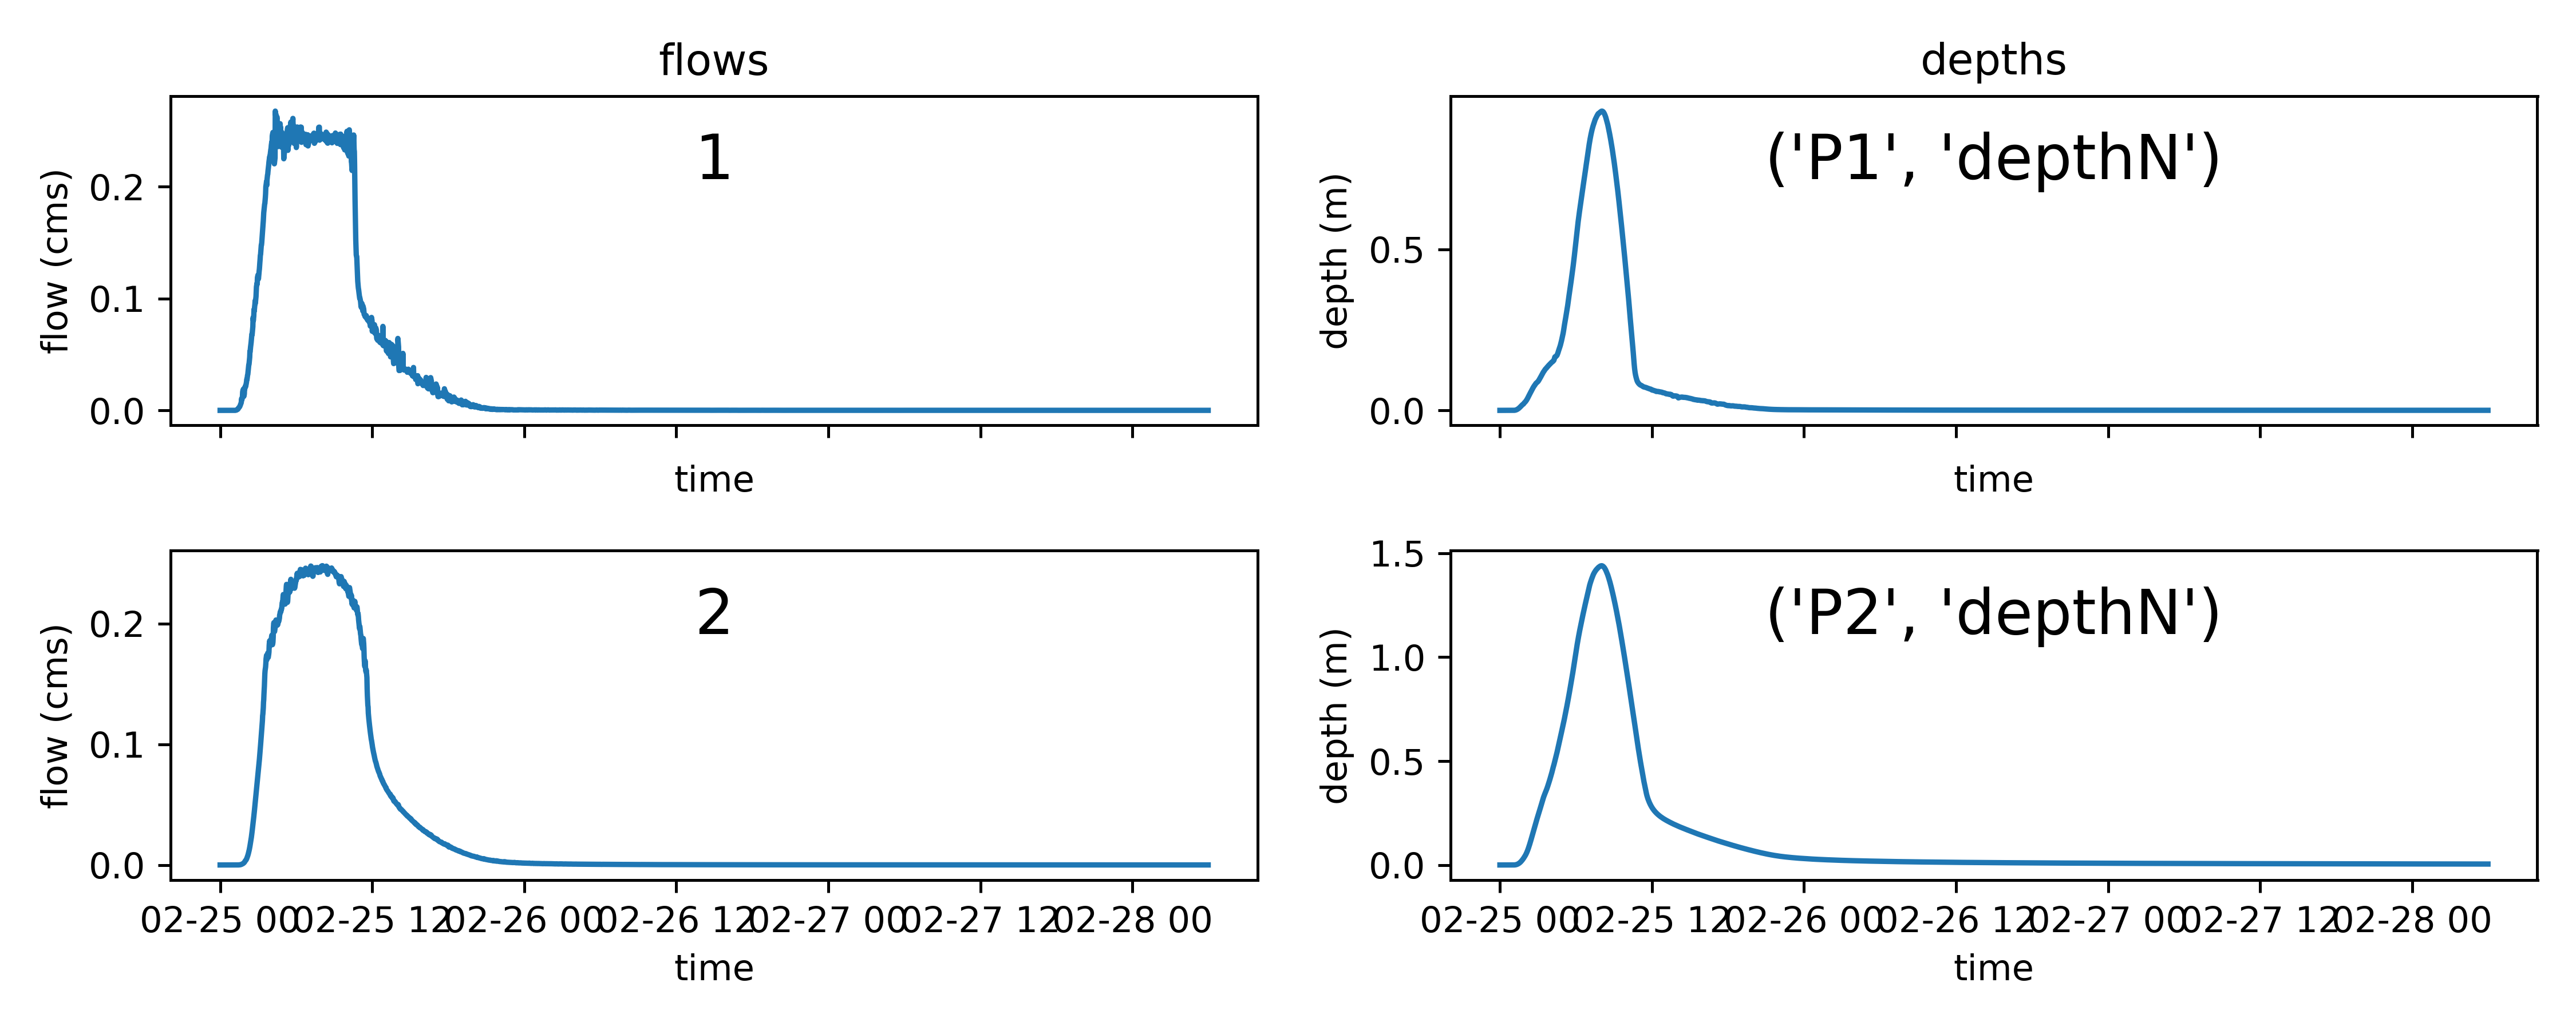 flows
depths
flow (cms)
0.2
0.1
0.0
1
time
depth (m)
0.5
0.0
('P1', 'depthN')
time
flow (cms)
0.2
0.1
0.0
2
02-25 00 02-25 12 02-26 00 02-26 12 02-27 00 02-27 12 02-28 00
time
depth (m)
1.5
1.0
0.5
0.0
('P2', 'depthN')
02-25 00 02-25 12 02-26 00 02-26 12 02-27 00 02-27 12 02-28 00
time